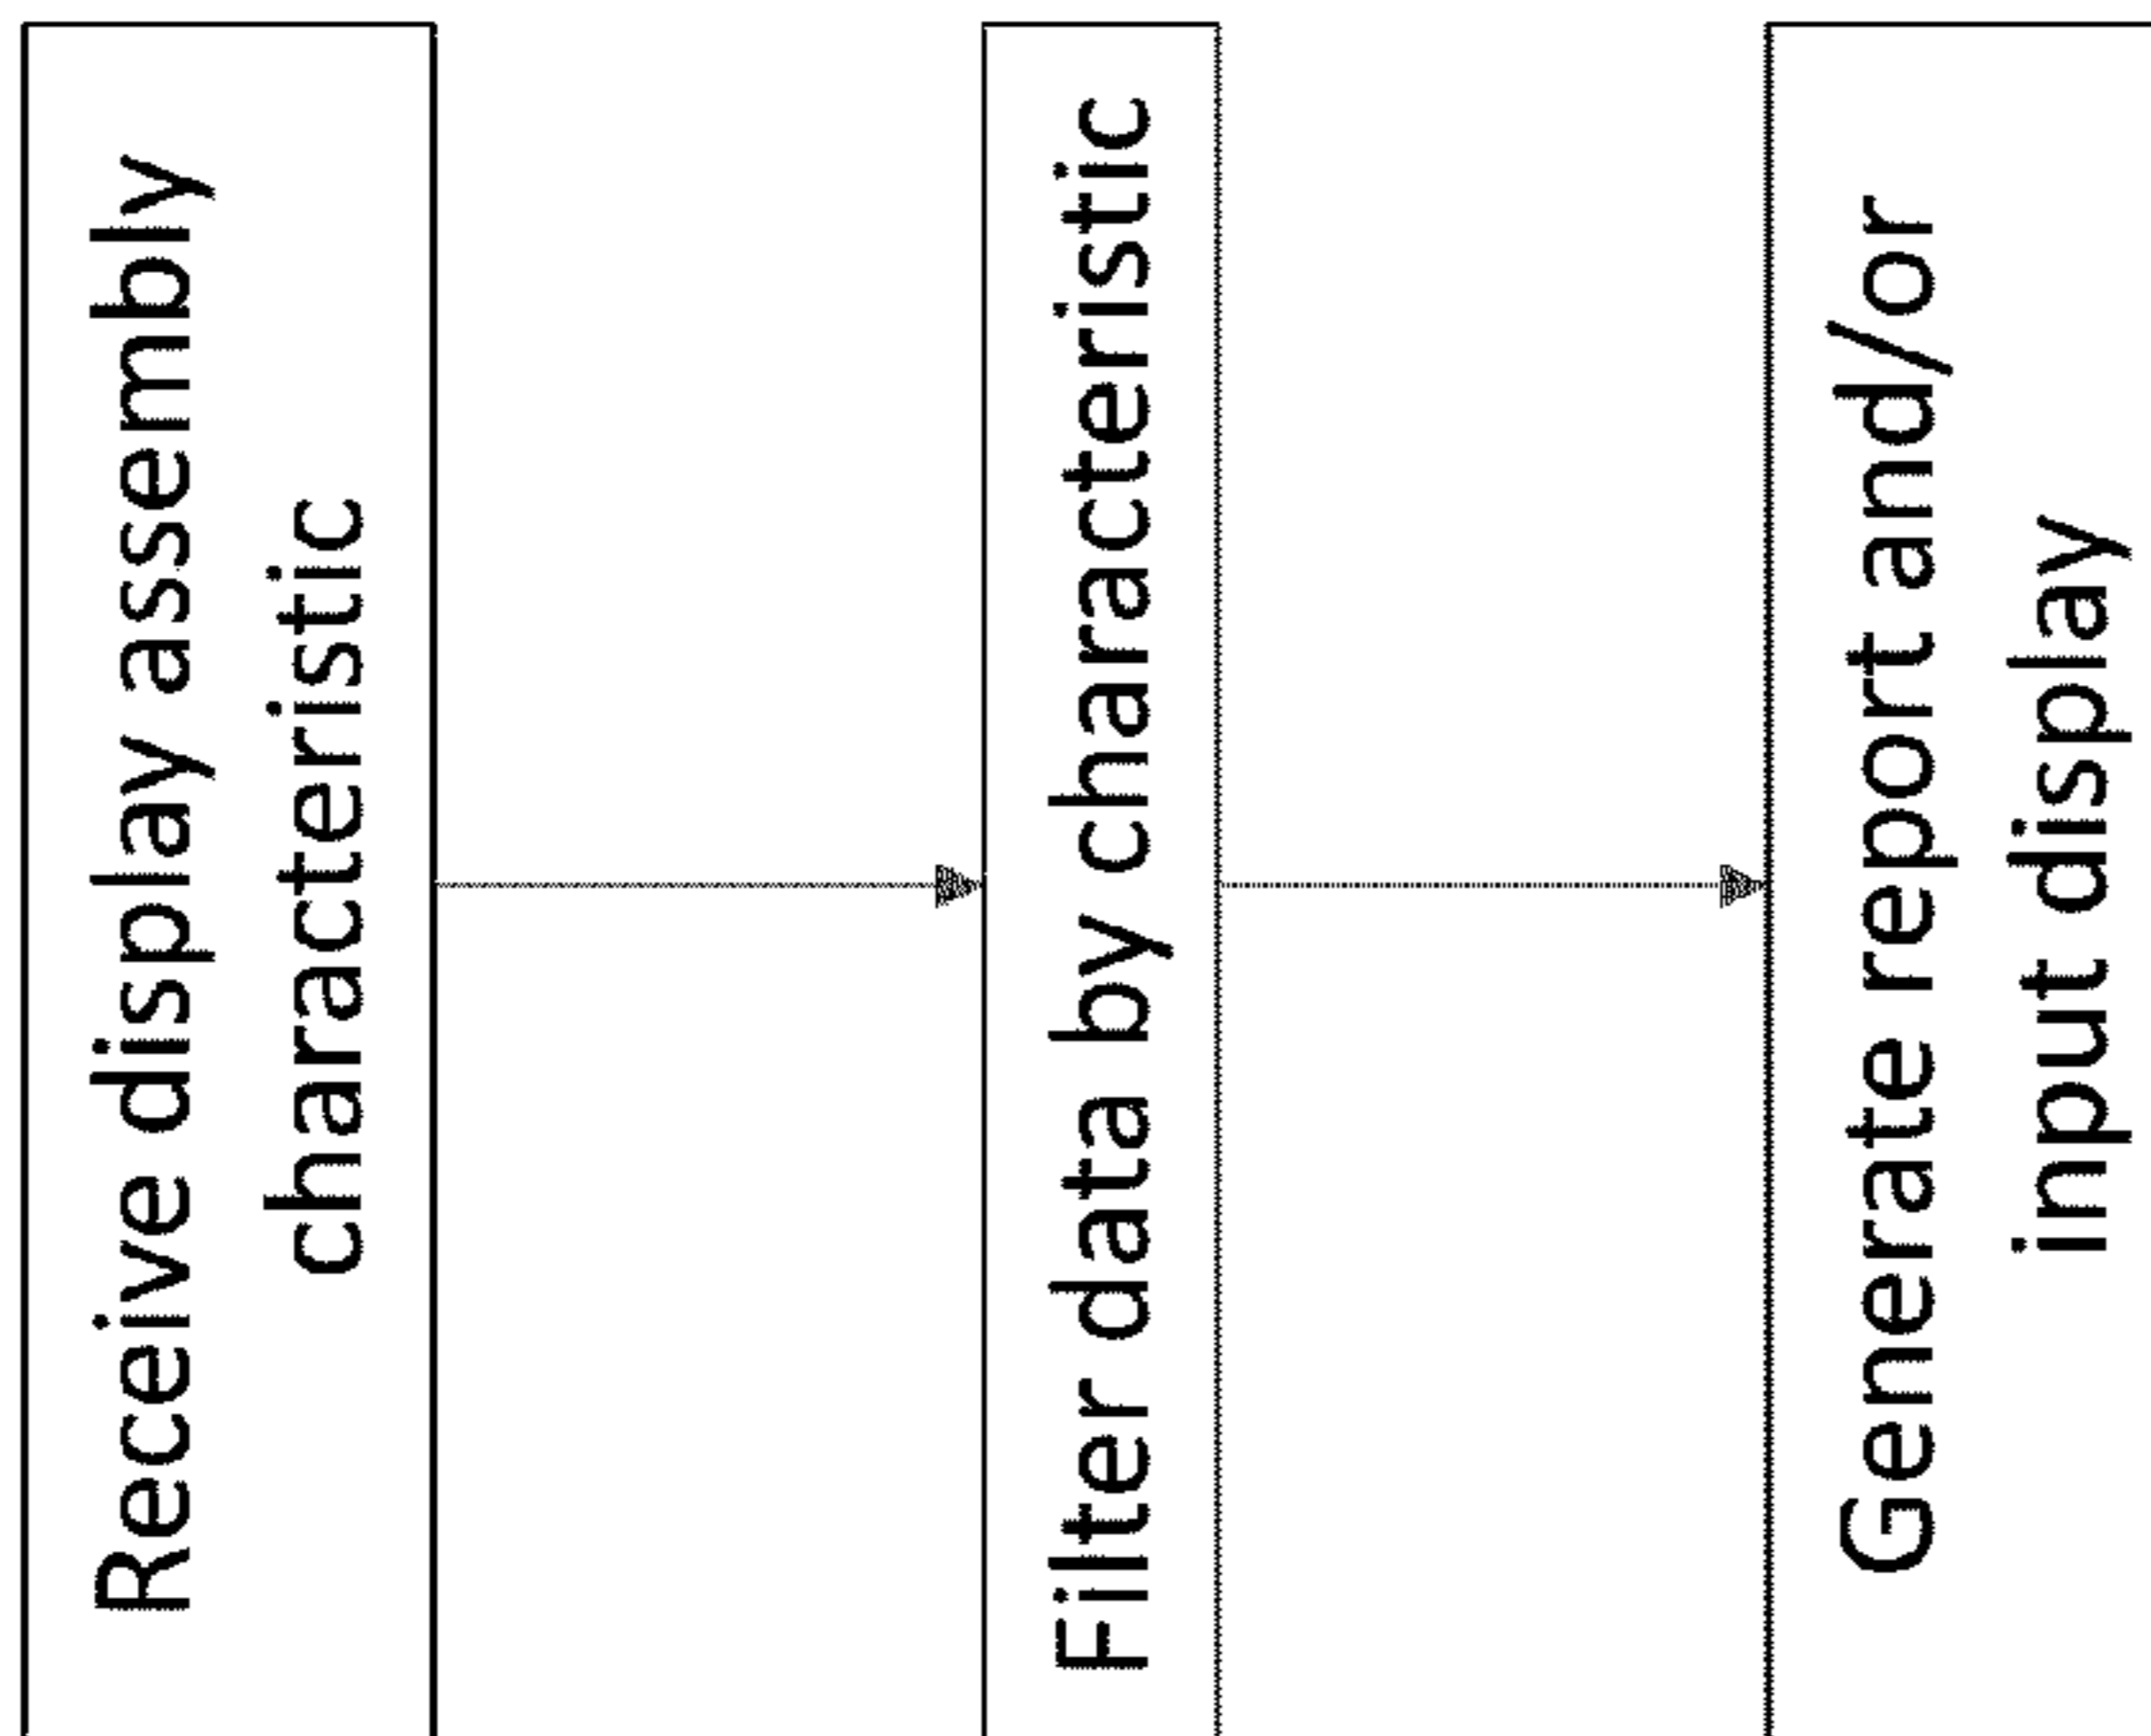 Receive display assembly
characteristic
Filter data by characteristic
Generate report and/or
input display